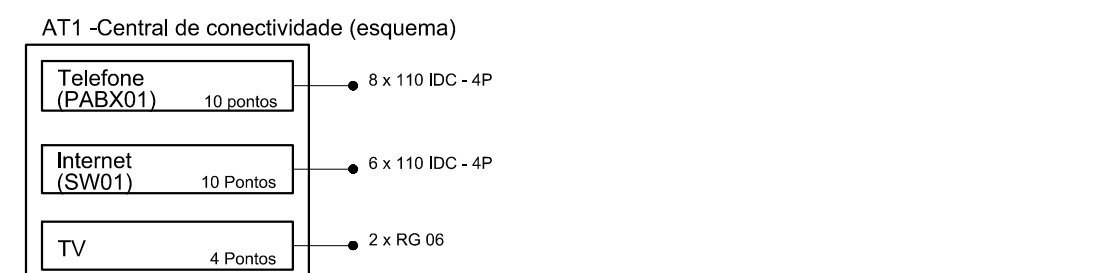 AT1 -Central de conectividade (esquema)
Telefone
(PABX01) 10 pontos
8 x 110 IDC - 4P
Internet
(SW01) 10 Pontos
6 x 110 IDC - 4P
TV
4 Pontos
2 x RG 06